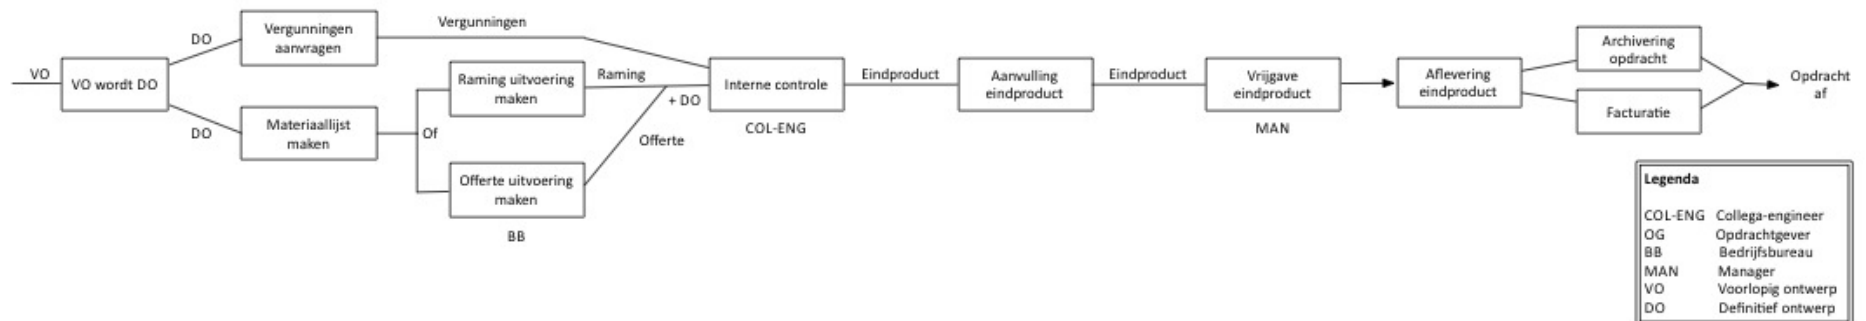 VO
VO wordt DO
DO
DO
Vergunningen
aanvragen
Vergunningen
Materiaallijst
maken
Of
Raming uitvoering
maken
Raming
Offerte uitvoering
maken
BB
+ DO
Offerte
Interne controle
COL-ENG
Eindproduct
Aanvulling
eindproduct
Eindproduct
Vrijgave
eindproduct
MAN
Aflevering
eindproduct
Archivering
opdracht
Facturatie
Opdracht
af
Legenda
COL-ENG Collega-engineer
OG Opdrachtgever
BB Bedrijfsbureau
MAN Manager
VO Voorlopig ontwerp
DO Definitief ontwerp